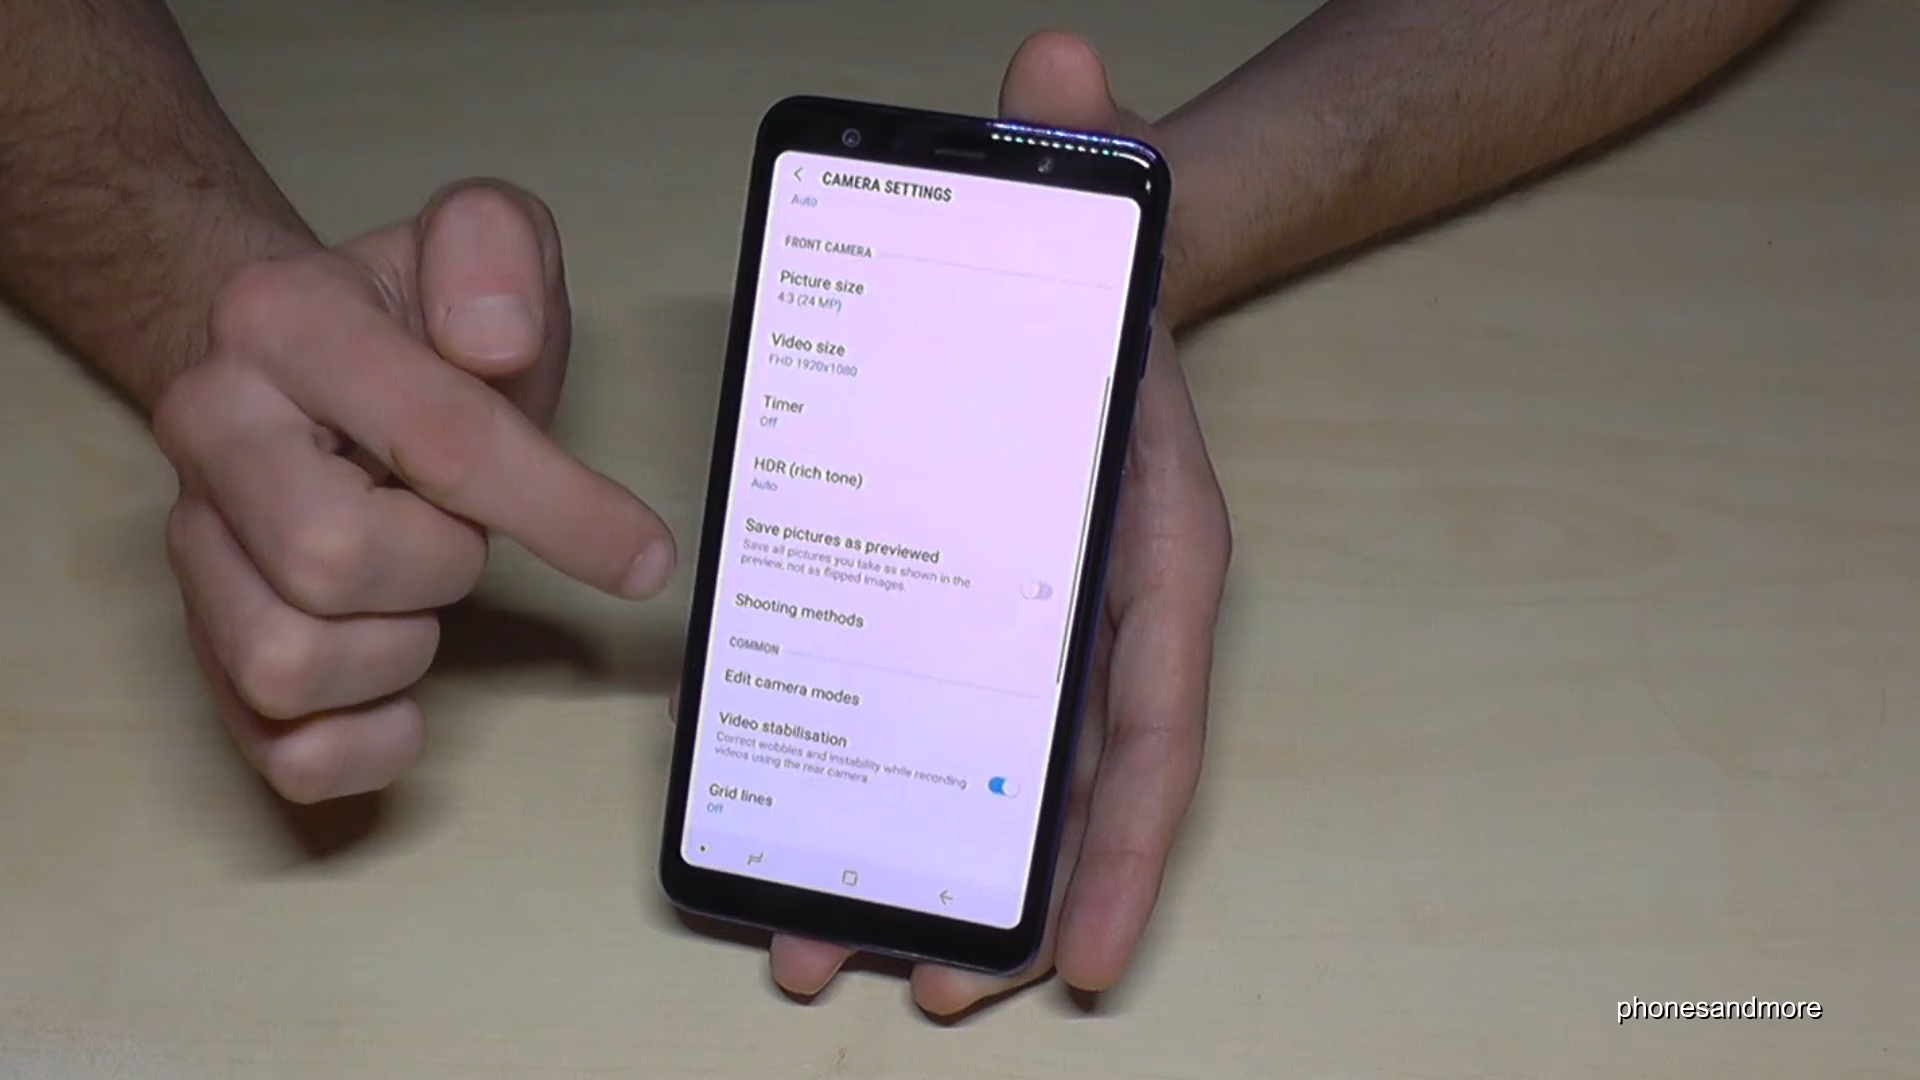 CAMERA SETTINGS
Auto
FRONT CAMERA
Picture size
4:3 (24 MP)
Video size
FHD 1920x1080
Timer
Off
HDR (rich tone)
Auto
Save pictures as previewed
Save all pictures you take as shown in the
preview, not as flipped images.
Shooting methods
COMMON
Edit camera modes
Video stabilisation
Correct wobbles and instability while recording
videos using the rear camera.
Grid lines
Off
phonesandmore